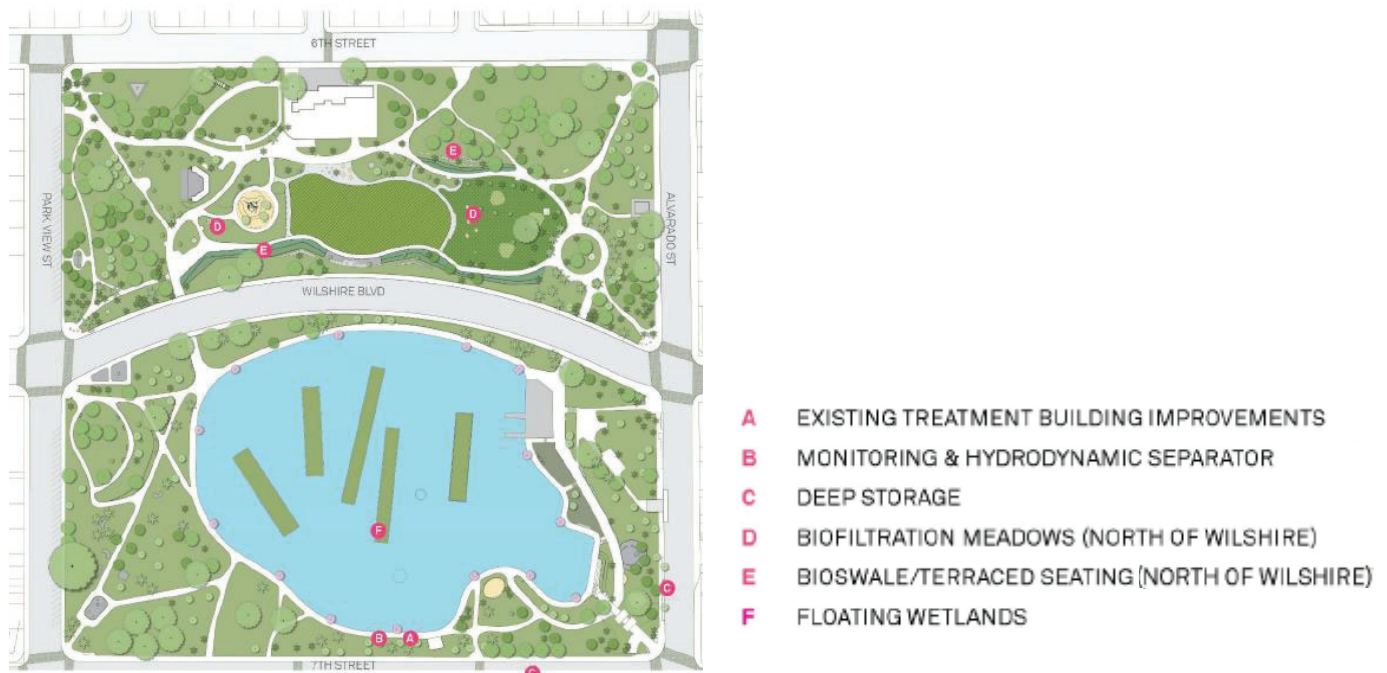 6TH STREET
E
PARK VIEW ST
ALVARADO ST
D
D
E
WILSHIRE BLVD
F
C
B A
7TH STREET
A EXISTING TREATMENT BUILDING IMPROVEMENTS
B MONITORING & HYDRODYNAMIC SEPARATOR
C DEEP STORAGE
D BIOFILTRATION MEADOWS (NORTH OF WILSHIRE)
E BIOSWALE/TERRACED SEATING (NORTH OF WILSHIRE)
F FLOATING WETLANDS